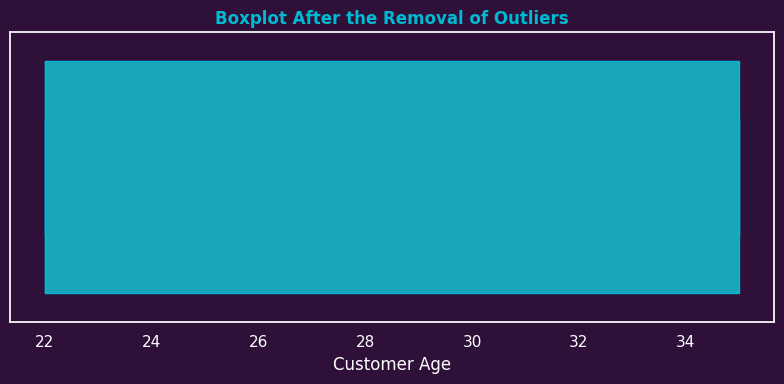 Boxplot After the Removal of Outliers
22 24 26 28 30 32 34
Customer Age